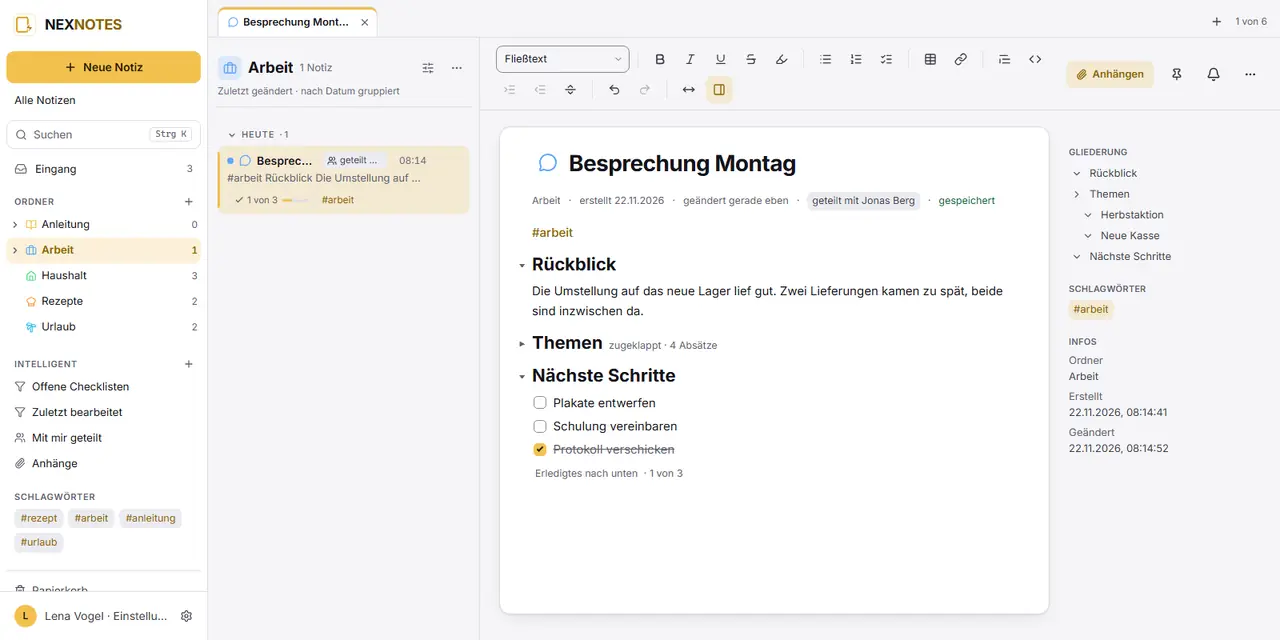 NEXNOTES
+ Neue Notiz
Alle Notizen
Suchen Strg K
Eingang 3
ORDNER +
Anleitung 0
Arbeit 1
Haushalt 3
Rezepte 2
Urlaub 2
INTELLIGENT +
Offene Checklisten
Zuletzt bearbeitet
Mit mir geteilt
Anhänge
SCHLAGWÖRTER
#rezept #arbeit #anleitung
#urlaub
Papierkorb
L Lena Vogel · Einstellu...
Besprechung Mont... ×
+ 1 von 6
Arbeit 1 Notiz
Zuletzt geändert · nach Datum gruppiert
HEUTE · 1
Besprec... geteilt ... 08:14
#arbeit Rückblick Die Umstellung auf ...
1 von 3 #arbeit
Fließtext B I U S
Anhängen
Besprechung Montag
Arbeit · erstellt 22.11.2026 · geändert gerade eben · geteilt mit Jonas Berg · gespeichert
#arbeit
Rückblick
Die Umstellung auf das neue Lager lief gut. Zwei Lieferungen kamen zu spät, beide
sind inzwischen da.
Themen zugeklappt · 4 Absätze
Nächste Schritte
Plakate entwerfen
Schulung vereinbaren
Protokoll verschicken
Erledigtes nach unten · 1 von 3
GLIEDERUNG
Rückblick
Themen
Herbstaktion
Neue Kasse
Nächste Schritte
SCHLAGWÖRTER
#arbeit
INFOS
Ordner
Arbeit
Erstellt
22.11.2026, 08:14:41
Geändert
22.11.2026, 08:14:52